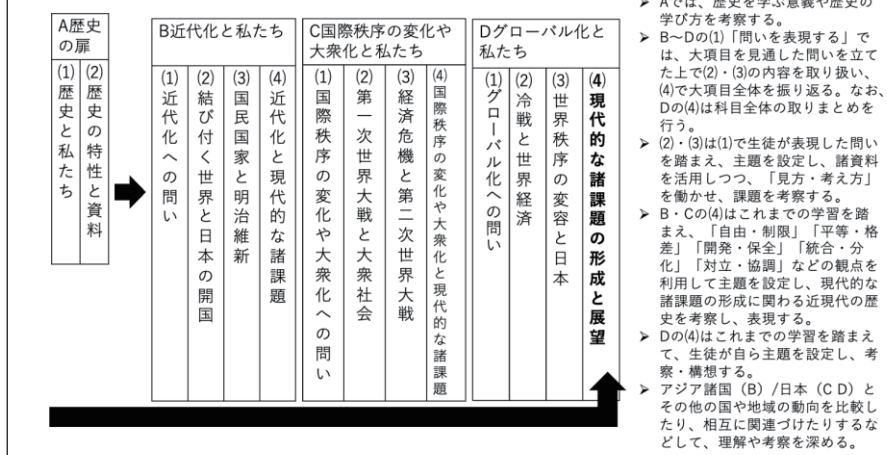 A歴史
の扉
(1)歴史と私たち
(2)歴史の特性と資料
B近代化と私たち
(1)近代化への問い
(2)結び付く世界と日本の開国
(3)国民国家と明治維新
(4)近代化と現代的な諸課題
C国際秩序の変化や
大衆化と私たち
(1)国際秩序の変化や大衆化への問い
(2)第一次世界大戦と大衆社会
(3)経済危機と第二次世界大戦
(4)国際秩序の変化や大衆化と現代的な諸課題
Dグローバル化と
私たち
(1)グローバル化への問い
(2)冷戦と世界経済
(3)世界秩序の変容と日本
(4)現代的な諸課題の形成と展望
➤ Aでは、歴史を学ぶ意義や歴史の
学び方を考察する。
➤ B～Dの(1)「問いを表現する」で
は、大項目を見通した問いを立て
た上で(2)・(3)の内容を取り扱い、
(4)で大項目全体を振り返る。なお、
Dの(4)は科目全体の取りまとめを
行う。
➤ (2)・(3)は(1)で生徒が表現した問い
を踏まえ、主題を設定し、諸資料
を活用しつつ、「見方・考え方」
を働かせ、課題を考察する。
➤ B・Cの(4)はこれまでの学習を踏
まえ、「自由・制限」「平等・格
差」「開発・保全」「統合・分
化」「対立・協調」などの観点を
利用して主題を設定し、現代的な
諸課題の形成に関わる近現代の歴
史を考察し、表現する。
➤ Dの(4)はこれまでの学習を踏まえ
て、生徒が自ら主題を設定し、考
察・構想する。
➤ アジア諸国（B）/日本（C D）と
その他の国や地域の動向を比較し
たり、相互に関連づけたりするな
どして、理解や考察を深める。